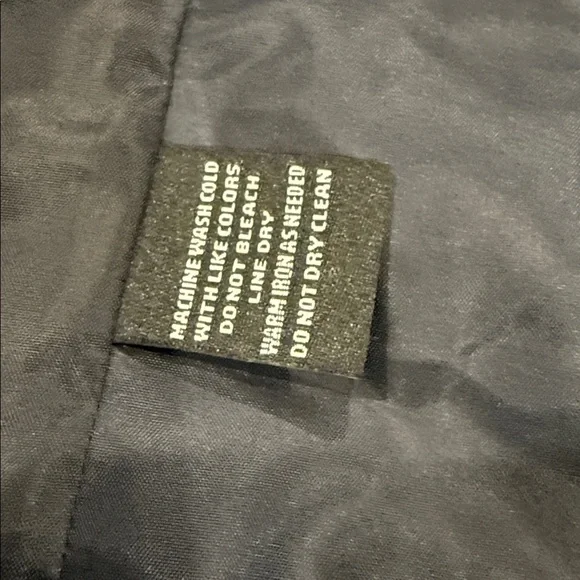 MACHINE WASH COLD
WITH LIKE COLORS.
DO NOT BLEACH.
LINE DRY
WARM IRON AS NEEDED
DO NOT DRY CLEAN